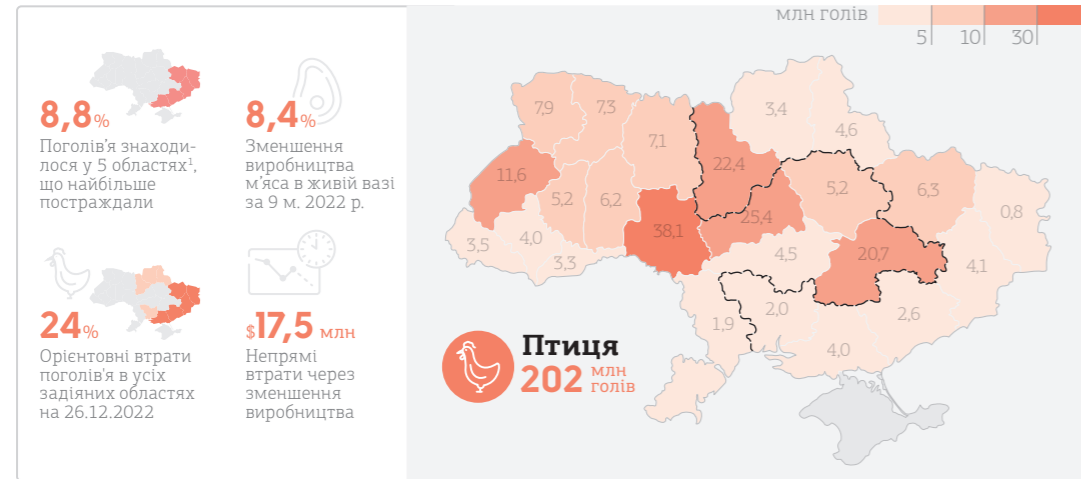 8,8%
Поголів'я знаходи-
лося у 5 областях¹,
що найбільше
постраждали
8,4%
Зменшення
виробництва
м'яса в живій вазі
за 9 м. 2022 р.
24%
Орієнтовні втрати
поголів'я в усіх
задіяних областях
на 26.12.2022
$17,5 млн
Непрямі
втрати через
зменшення
виробництва
млн голів
5 10 30
7,9
7,3
7,1
3,4
4,6
11,6
5,2
6,2
22,4
5,2
6,3
0,8
3,5
4,0
3,3
38,1
25,4
4,5
20,7
4,1
1,9
2,0
4,0
2,6
Птиця
202 млн
голів